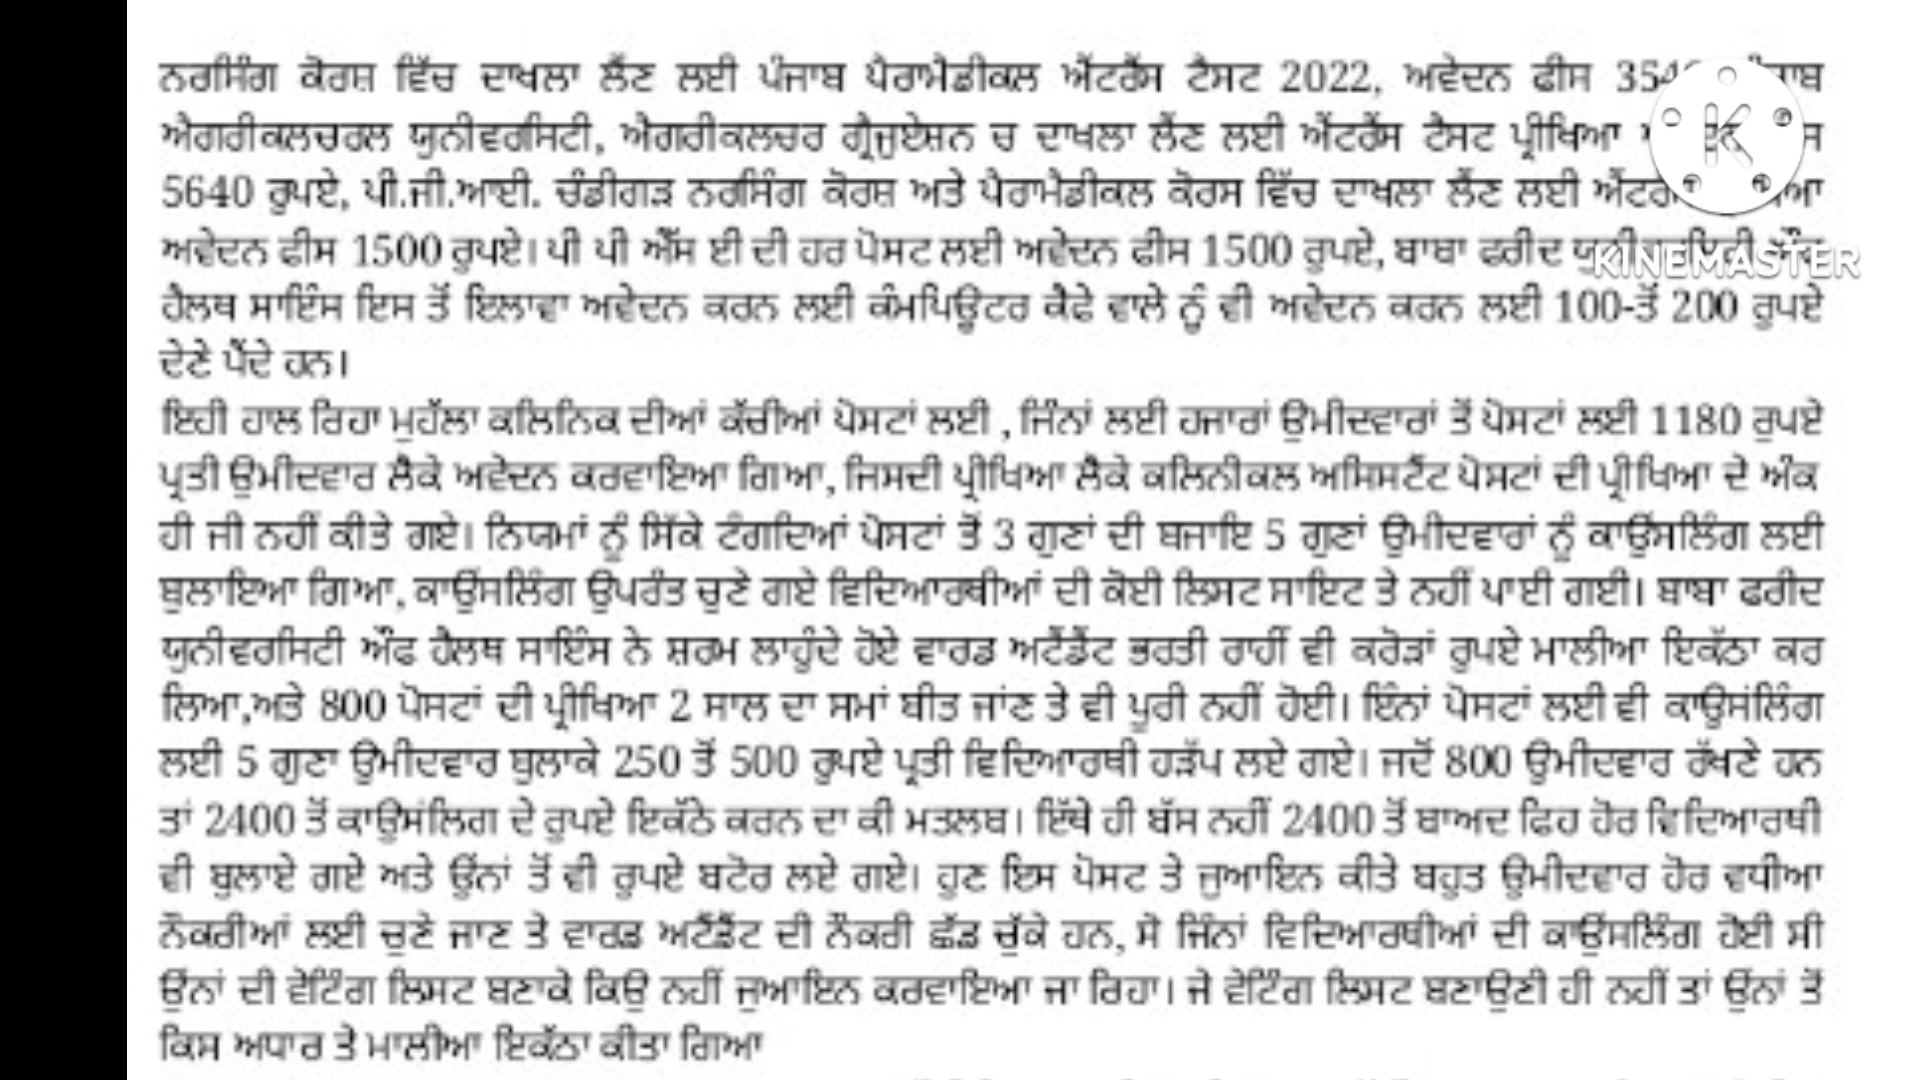 ਨਰਸਿੰਗ ਕੋਰਸ਼ ਵਿੱਚ ਦਾਖਲਾ ਲੈਂਣ ਲਈ ਪੰਜਾਬ ਪੈਰਾਮੈਡੀਕਲ ਐਂਟਰੈਂਸ ਟੈਸਟ 2022, ਅਵੇਦਨ ਫੀਸ
ਐਗਰੀਕਲਚਰਲ ਯੁਨੀਵਰਸਿਟੀ, ਐਗਰੀਕਲਚਰ ਗ੍ਰੈਜੁਏਸ਼ਨ ਚ ਦਾਖਲਾ ਲੈਂਣ ਲਈ ਐਂਟਰੈਂਸ ਟੈਸਟ ਪ੍ਰੀਖਿਆ
5640 ਰੁਪਏ, ਪੀ.ਜੀ.ਆਈ. ਚੰਡੀਗੜ ਨਰਸਿੰਗ ਕੋਰਸ਼ ਅਤੇ ਪੈਰਾਮੈਡੀਕਲ ਕੋਰਸ ਵਿੱਚ ਦਾਖਲਾ ਲੈਂਣ ਲਈ
ਅਵੇਦਨ ਫੀਸ 1500 ਰੁਪਏ। ਪੀ ਪੀ ਐੱਸ ਈ ਦੀ ਹਰ ਪੋਸਟ ਲਈ ਅਵੇਦਨ ਫੀਸ 1500 ਰੁਪਏ, ਬਾਬਾ ਫਰੀਦ
KINEMASTER
ਹੈਲਥ ਸਾਇੰਸ ਇਸ ਤੋਂ ਇਲਾਵਾ ਅਵੇਦਨ ਕਰਨ ਲਈ ਕੰਮਪਿਊਟਰ ਕੈਫੇ ਵਾਲੇ ਨੂੰ ਵੀ ਅਵੇਦਨ ਕਰਨ ਲਈ 100-ਤੋਂ 200 ਰੁਪਏ
ਦੇਣੇ ਪੈਂਦੇ ਹਨ।
ਇਹੀ ਹਾਲ ਰਿਹਾ ਮੁਹੱਲਾ ਕਲਿਨਿਕ ਦੀਆਂ ਕੱਚੀਆਂ ਪੋਸਟਾਂ ਲਈ , ਜਿੰਨਾਂ ਲਈ ਹਜਾਰਾਂ ਉਮੀਦਵਾਰਾਂ ਤੋਂ ਪੋਸਟਾਂ ਲਈ 1180 ਰੁਪਏ
ਪ੍ਰਤੀ ਉਮੀਦਵਾਰ ਲੈਕੇ ਅਵੇਦਨ ਕਰਵਾਇਆ ਗਿਆ, ਜਿਸਦੀ ਪ੍ਰੀਖਿਆ ਲੈਕੇ ਕਲਿਨੀਕਲ ਅਸਿਸਟੈਂਟ ਪੋਸਟਾਂ ਦੀ ਪ੍ਰੀਖਿਆ ਦੇ ਅੰਕ
ਹੀ ਜੀ ਨਹੀਂ ਕੀਤੇ ਗਏ। ਨਿਯਮਾਂ ਨੂੰ ਸਿੱਕੇ ਟੰਗਦਿਆਂ ਪੋਸਟਾਂ ਤੋਂ 3 ਗੁਣਾਂ ਦੀ ਬਜਾਇ 5 ਗੁਣਾਂ ਉਮੀਦਵਾਰਾਂ ਨੂੰ ਕਾਉਂਸਲਿੰਗ ਲਈ
ਬੁਲਾਇਆ ਗਿਆ, ਕਾਉਂਸਲਿੰਗ ਉਪਰੰਤ ਚੁਣੇ ਗਏ ਵਿਦਿਆਰਥੀਆਂ ਦੀ ਕੋਈ ਲਿਸਟ ਸਾਇਟ ਤੇ ਨਹੀਂ ਪਾਈ ਗਈ। ਬਾਬਾ ਫਰੀਦ
ਯੁਨੀਵਰਸਿਟੀ ਔਫ ਹੈਲਥ ਸਾਇੰਸ ਨੇ ਸ਼ਰਮ ਲਾਹੁੰਦੇ ਹੋਏ ਵਾਰਡ ਅਟੈਂਡੈਂਟ ਭਰਤੀ ਰਾਹੀਂ ਵੀ ਕਰੋੜਾਂ ਰੁਪਏ ਮਾਲੀਆ ਇਕੱਠਾ ਕਰ
ਲਿਆ,ਅਤੇ 800 ਪੋਸਟਾਂ ਦੀ ਪ੍ਰੀਖਿਆ 2 ਸਾਲ ਦਾ ਸਮਾਂ ਬੀਤ ਜਾਂਣ ਤੇ ਵੀ ਪੂਰੀ ਨਹੀਂ ਹੋਈ। ਇੰਨਾਂ ਪੋਸਟਾਂ ਲਈ ਵੀ ਕਾਊਸਂਲਿੰਗ
ਲਈ 5 ਗੁਣਾ ਉਮੀਦਵਾਰ ਬੁਲਾਕੇ 250 ਤੋਂ 500 ਰੁਪਏ ਪ੍ਰਤੀ ਵਿਦਿਆਰਥੀ ਹੜੱਪ ਲਏ ਗਏ। ਜਦੋਂ 800 ਉਮੀਦਵਾਰ ਰੱਖਣੇ ਹਨ
ਤਾਂ 2400 ਤੋਂ ਕਾਉਸਂਲਿਗ ਦੇ ਰੁਪਏ ਇਕੱਠੇ ਕਰਨ ਦਾ ਕੀ ਮਤਲਬ। ਇੱਥੇ ਹੀ ਬੱਸ ਨਹੀਂ 2400 ਤੋਂ ਬਾਅਦ ਫਿਹ ਹੋਰ ਵਿਦਿਆਰਥੀ
ਵੀ ਬੁਲਾਏ ਗਏ ਅਤੇ ਉਂਨਾਂ ਤੋਂ ਵੀ ਰੁਪਏ ਬਟੋਰ ਲਏ ਗਏ। ਹੁਣ ਇਸ ਪੋਸਟ ਤੇ ਜੁਆਇਨ ਕੀਤੇ ਬਹੁਤ ਉਮੀਦਵਾਰ ਹੋਰ ਵਧੀਆ
ਨੌਕਰੀਆਂ ਲਈ ਚੁਣੇ ਜਾਣ ਤੇ ਵਾਰਡ ਅਟੈਂਡੈਂਟ ਦੀ ਨੌਕਰੀ ਛੱਡ ਚੁੱਕੇ ਹਨ, ਸੋ ਜਿੰਨਾਂ ਵਿਦਿਆਰਥੀਆਂ ਦੀ ਕਾਉਂਸਲਿੰਗ ਹੋਈ ਸੀ
ਉਂਨਾਂ ਦੀ ਵੇਟਿੰਗ ਲਿਸਟ ਬਣਾਕੇ ਕਿਉ ਨਹੀਂ ਜੁਆਇਨ ਕਰਵਾਇਆ ਜਾ ਰਿਹਾ। ਜੇ ਵੇਟਿੰਗ ਲਿਸਟ ਬਣਾਉਣੀ ਹੀ ਨਹੀਂ ਤਾਂ ਉਂਨਾਂ ਤੋਂ
ਕਿਸ ਅਧਾਰ ਤੇ ਮਾਲੀਆ ਇਕੱਠਾ ਕੀਤਾ ਗਿਆ